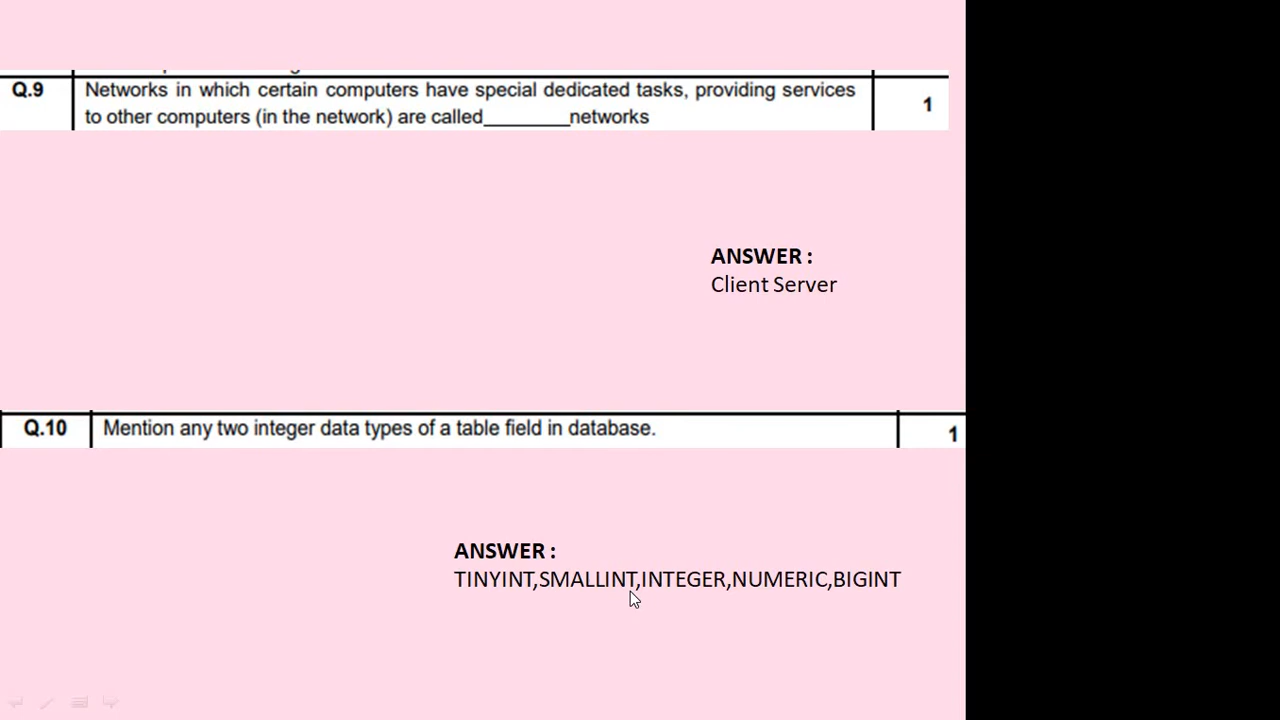 Q.9 Networks in which certain computers have special dedicated tasks, providing services 1
to other computers (in the network) are called________networks
ANSWER :
Client Server
Q.10 Mention any two integer data types of a table field in database. 1
ANSWER :
TINYINT,SMALLINT,INTEGER,NUMERIC,BIGINT